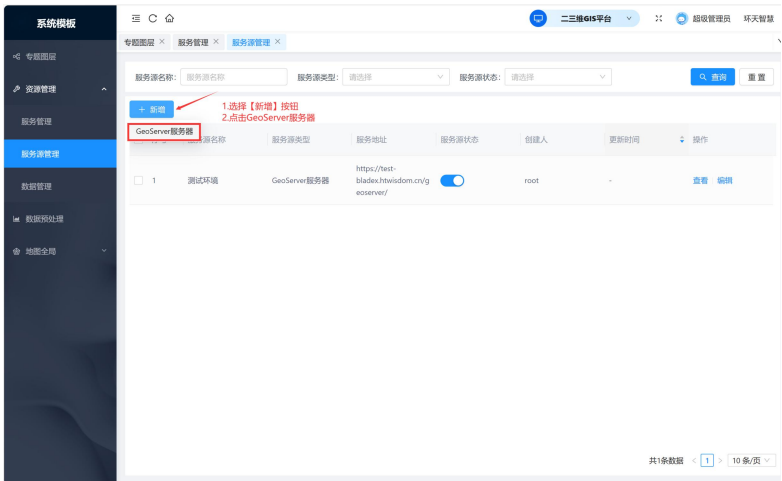 系统模板
二三维GIS平台
超级管理员
环天智慧
专题图层
服务管理
服务源管理
专题图层
资源管理
服务管理
服务源管理
数据管理
数据预处理
地图全局
服务源名称: 服务源名称
服务源类型: 请选择
服务源状态: 请选择
查询
重置
+ 新增
1.选择【新增】按钮
2.点击GeoServer服务器
GeoServer服务器
服务源类型
服务地址
服务源状态
创建人
更新时间
操作
1
测试环境
GeoServer服务器
https://test-
bladex.htwisdom.cn/g
eoserver/
root
-
查看
编辑
共1条数据 < 1 > 10 条/页